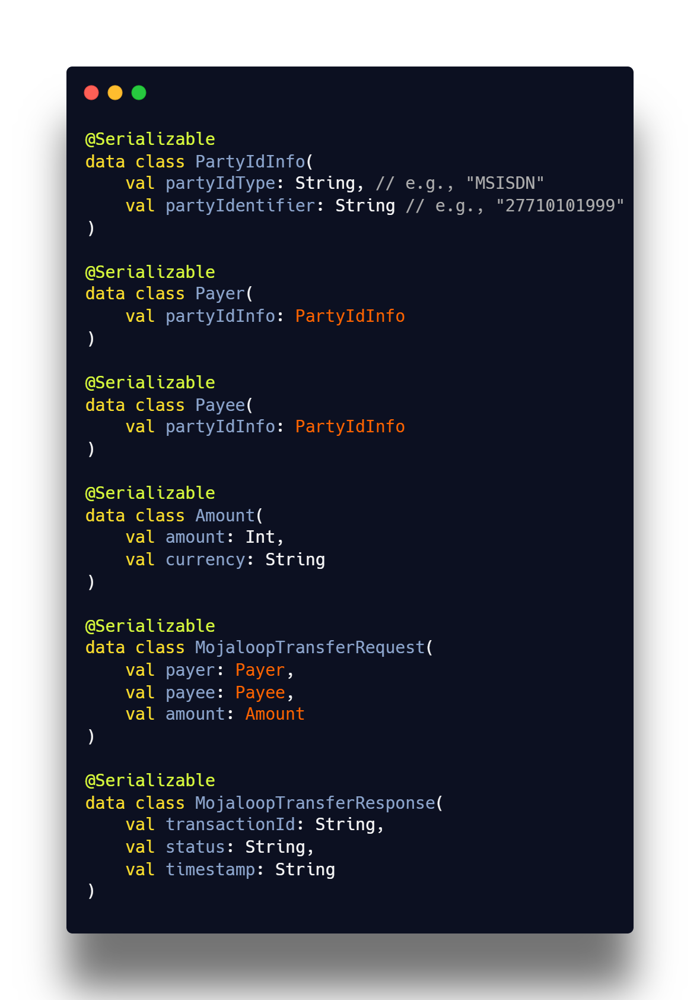 @Serializable
data class PartyIdInfo(
    val partyIdType: String, // e.g., "MSISDN"
    val partyIdentifier: String // e.g., "27710101999"
)

@Serializable
data class Payer(
    val partyIdInfo: PartyIdInfo
)

@Serializable
data class Payee(
    val partyIdInfo: PartyIdInfo
)

@Serializable
data class Amount(
    val amount: Int,
    val currency: String
)

@Serializable
data class MojaloopTransferRequest(
    val payer: Payer,
    val payee: Payee,
    val amount: Amount
)

@Serializable
data class MojaloopTransferResponse(
    val transactionId: String,
    val status: String,
    val timestamp: String
)